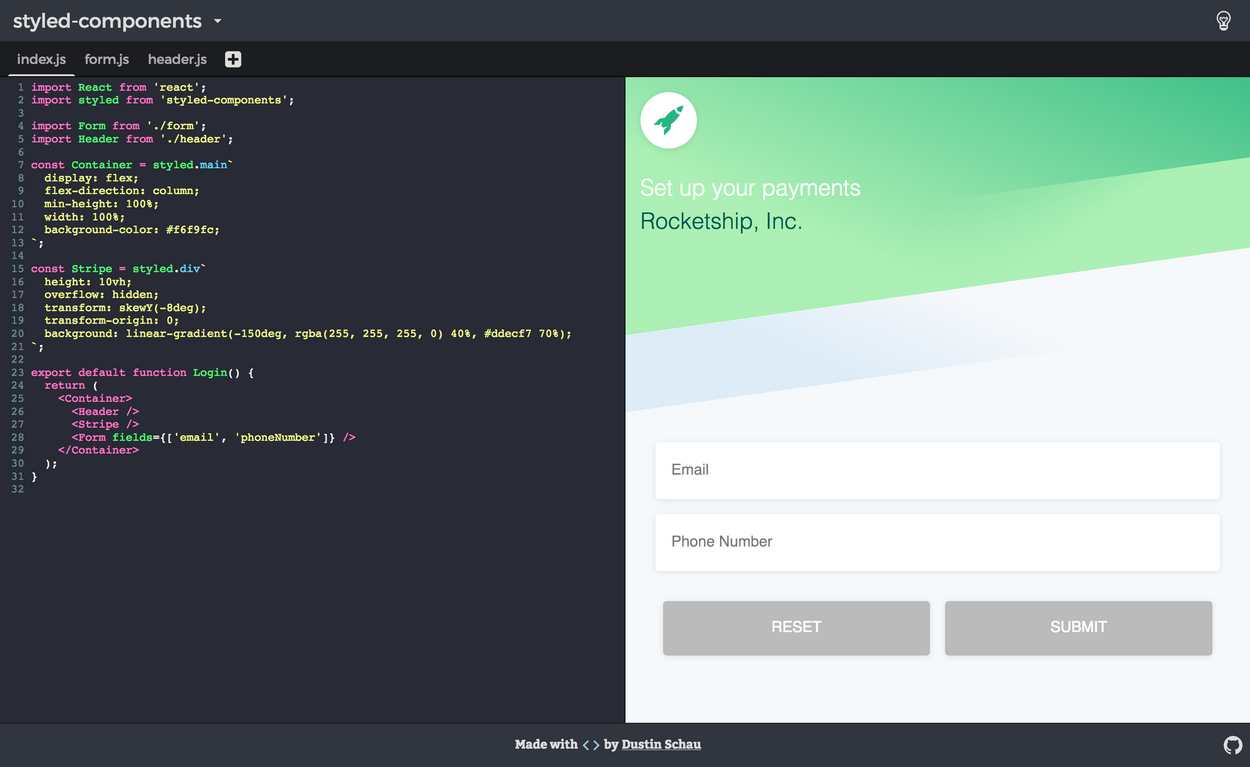 styled-components
index.js form.js header.js
1 import React from 'react';
2 import styled from 'styled-components';
3
4 import Form from './form';
5 import Header from './header';
6
7 const Container = styled.main`
8 display: flex;
9 flex-direction: column;
10 min-height: 100%;
11 width: 100%;
12 background-color: #f6f9fc;
13 `;
14
15 const Stripe = styled.div`
16 height: 10vh;
17 overflow: hidden;
18 transform: skewY(-8deg);
19 transform-origin: 0;
20 background: linear-gradient(-150deg, rgba(255, 255, 255, 0) 40%, #ddecf7 70%);
21 `;
22
23 export default function Login() {
24 return (
25 <Container>
26 <Header />
27 <Stripe />
28 <Form fields={['email', 'phoneNumber']} />
29 </Container>
30 );
31 }
32
Set up your payments
Rocketship, Inc.
Email
Phone Number
RESET SUBMIT
Made with <> by Dustin Schau